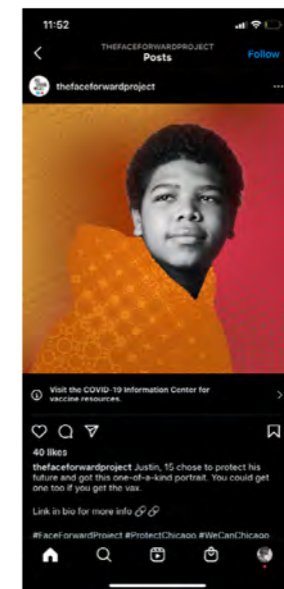 11:52
THEFACEFORWARDPROJECT
Posts
Follow
thefaceforwardproject
Visit the COVID-19 Information Center for
vaccine resources.
40 likes
thefaceforwardproject Justin, 15 chose to protect his
future and got this one-of-a-kind portrait. You could get
one too if you get the vax.
Link in bio for more info
#FaceForwardProject #ProtectChicago #WeCanChicago